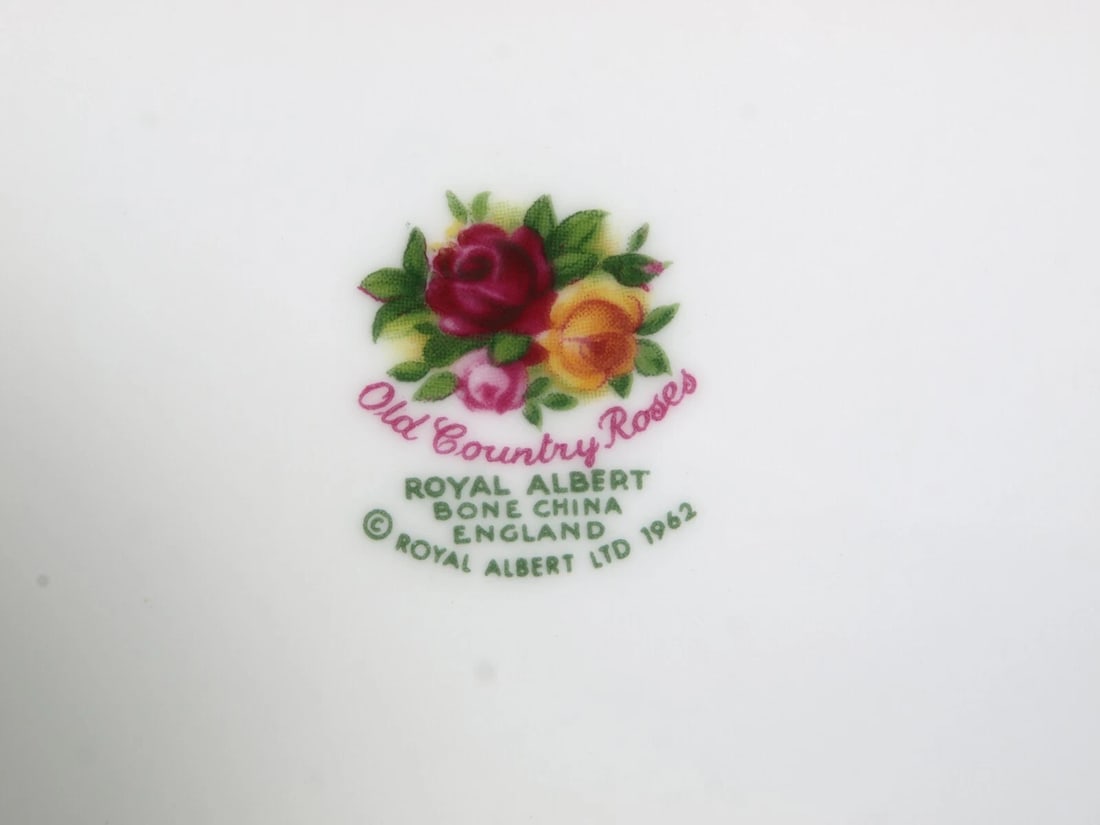 Old Country Roses
ROYAL ALBERT
BONE CHINA
ENGLAND
© ROYAL ALBERT LTD 1962